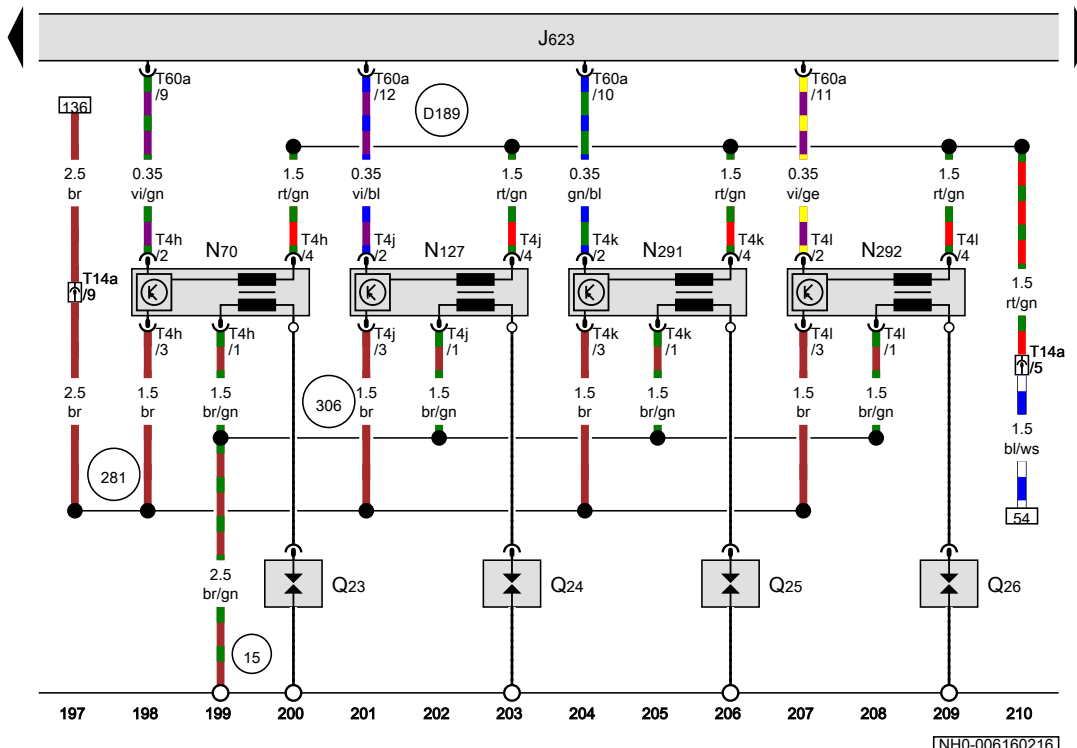 J623
T60a
/9
T60a
/12
T60a
/10
T60a
/11
136
D189
2.5
br
0.35
vi/gn
1.5
rt/gn
0.35
vi/bl
1.5
rt/gn
0.35
gn/bl
1.5
rt/gn
0.35
vi/ge
1.5
rt/gn
T4h
/2
N70
T4h
/4
T4j
/2
N127
T4j
/4
T4k
/2
N291
T4k
/4
T4l
/2
N292
T4l
/4
T14a
/9
1.5
rt/gn
T4h
/3
T4h
/1
T4j
/3
T4j
/1
T4k
/3
T4k
/1
T4l
/3
T4l
/1
T14a
/5
2.5
br
1.5
br
1.5
br/gn
306
1.5
br
1.5
br/gn
1.5
br
1.5
br/gn
1.5
br
1.5
br/gn
1.5
bl/ws
281
54
2.5
br/gn
Q23
Q24
Q25
Q26
15
197 198 199 200 201 202 203 204 205 206 207 208 209 210
NH0-006160216